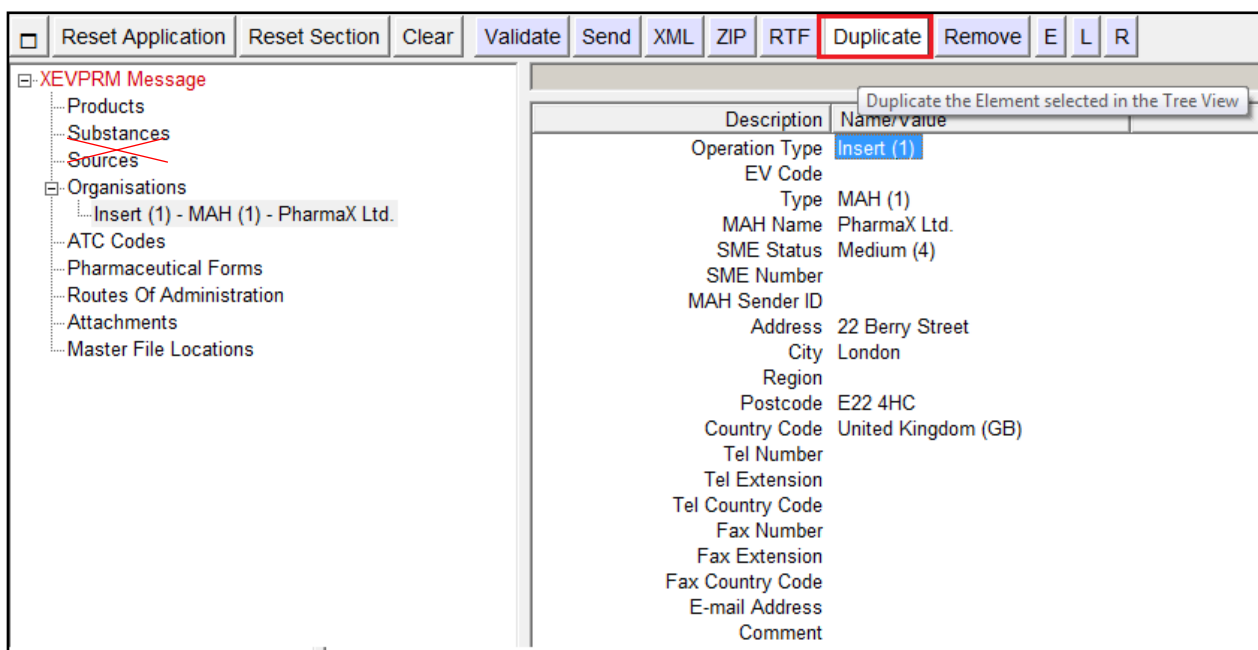 Reset Application Reset Section Clear Validate Send XML ZIP RTF Duplicate Remove E L R
XEVPRM Message
Products
Substances
Sources
Organisations
Insert (1) - MAH (1) - PharmaX Ltd.
ATC Codes
Pharmaceutical Forms
Routes Of Administration
Attachments
Master File Locations
Duplicate the Element selected in the Tree View
Description Name/Value
Operation Type Insert (1)
EV Code
Type MAH (1)
MAH Name PharmaX Ltd.
SME Status Medium (4)
SME Number
MAH Sender ID
Address 22 Berry Street
City London
Region
Postcode E22 4HC
Country Code United Kingdom (GB)
Tel Number
Tel Extension
Tel Country Code
Fax Number
Fax Extension
Fax Country Code
E-mail Address
Comment